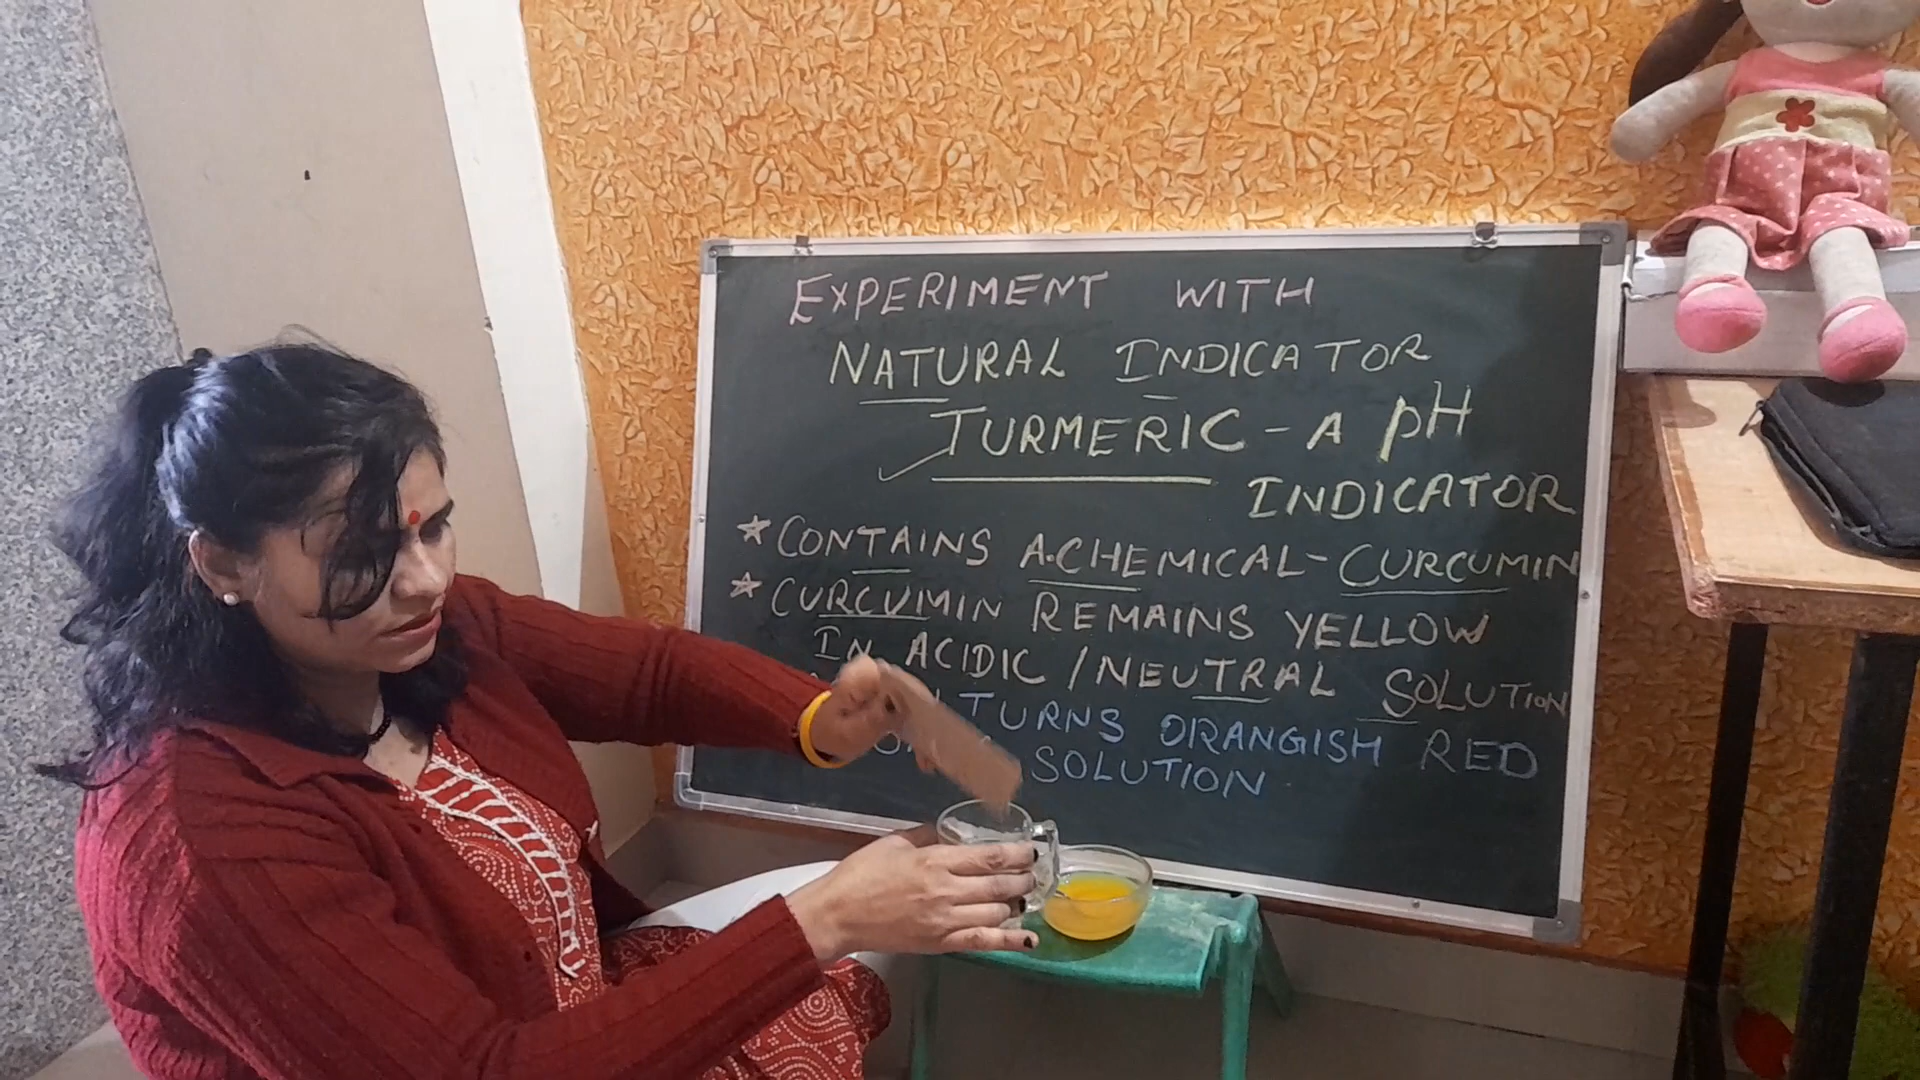 EXPERIMENT WITH
NATURAL INDICATOR
TURMERIC - A pH
INDICATOR
* CONTAINS A.CHEMICAL - CURCUMIN
* CURCUMIN REMAINS YELLOW
IN ACIDIC / NEUTRAL SOLUTION
TURNS ORANGISH RED
SOLUTION